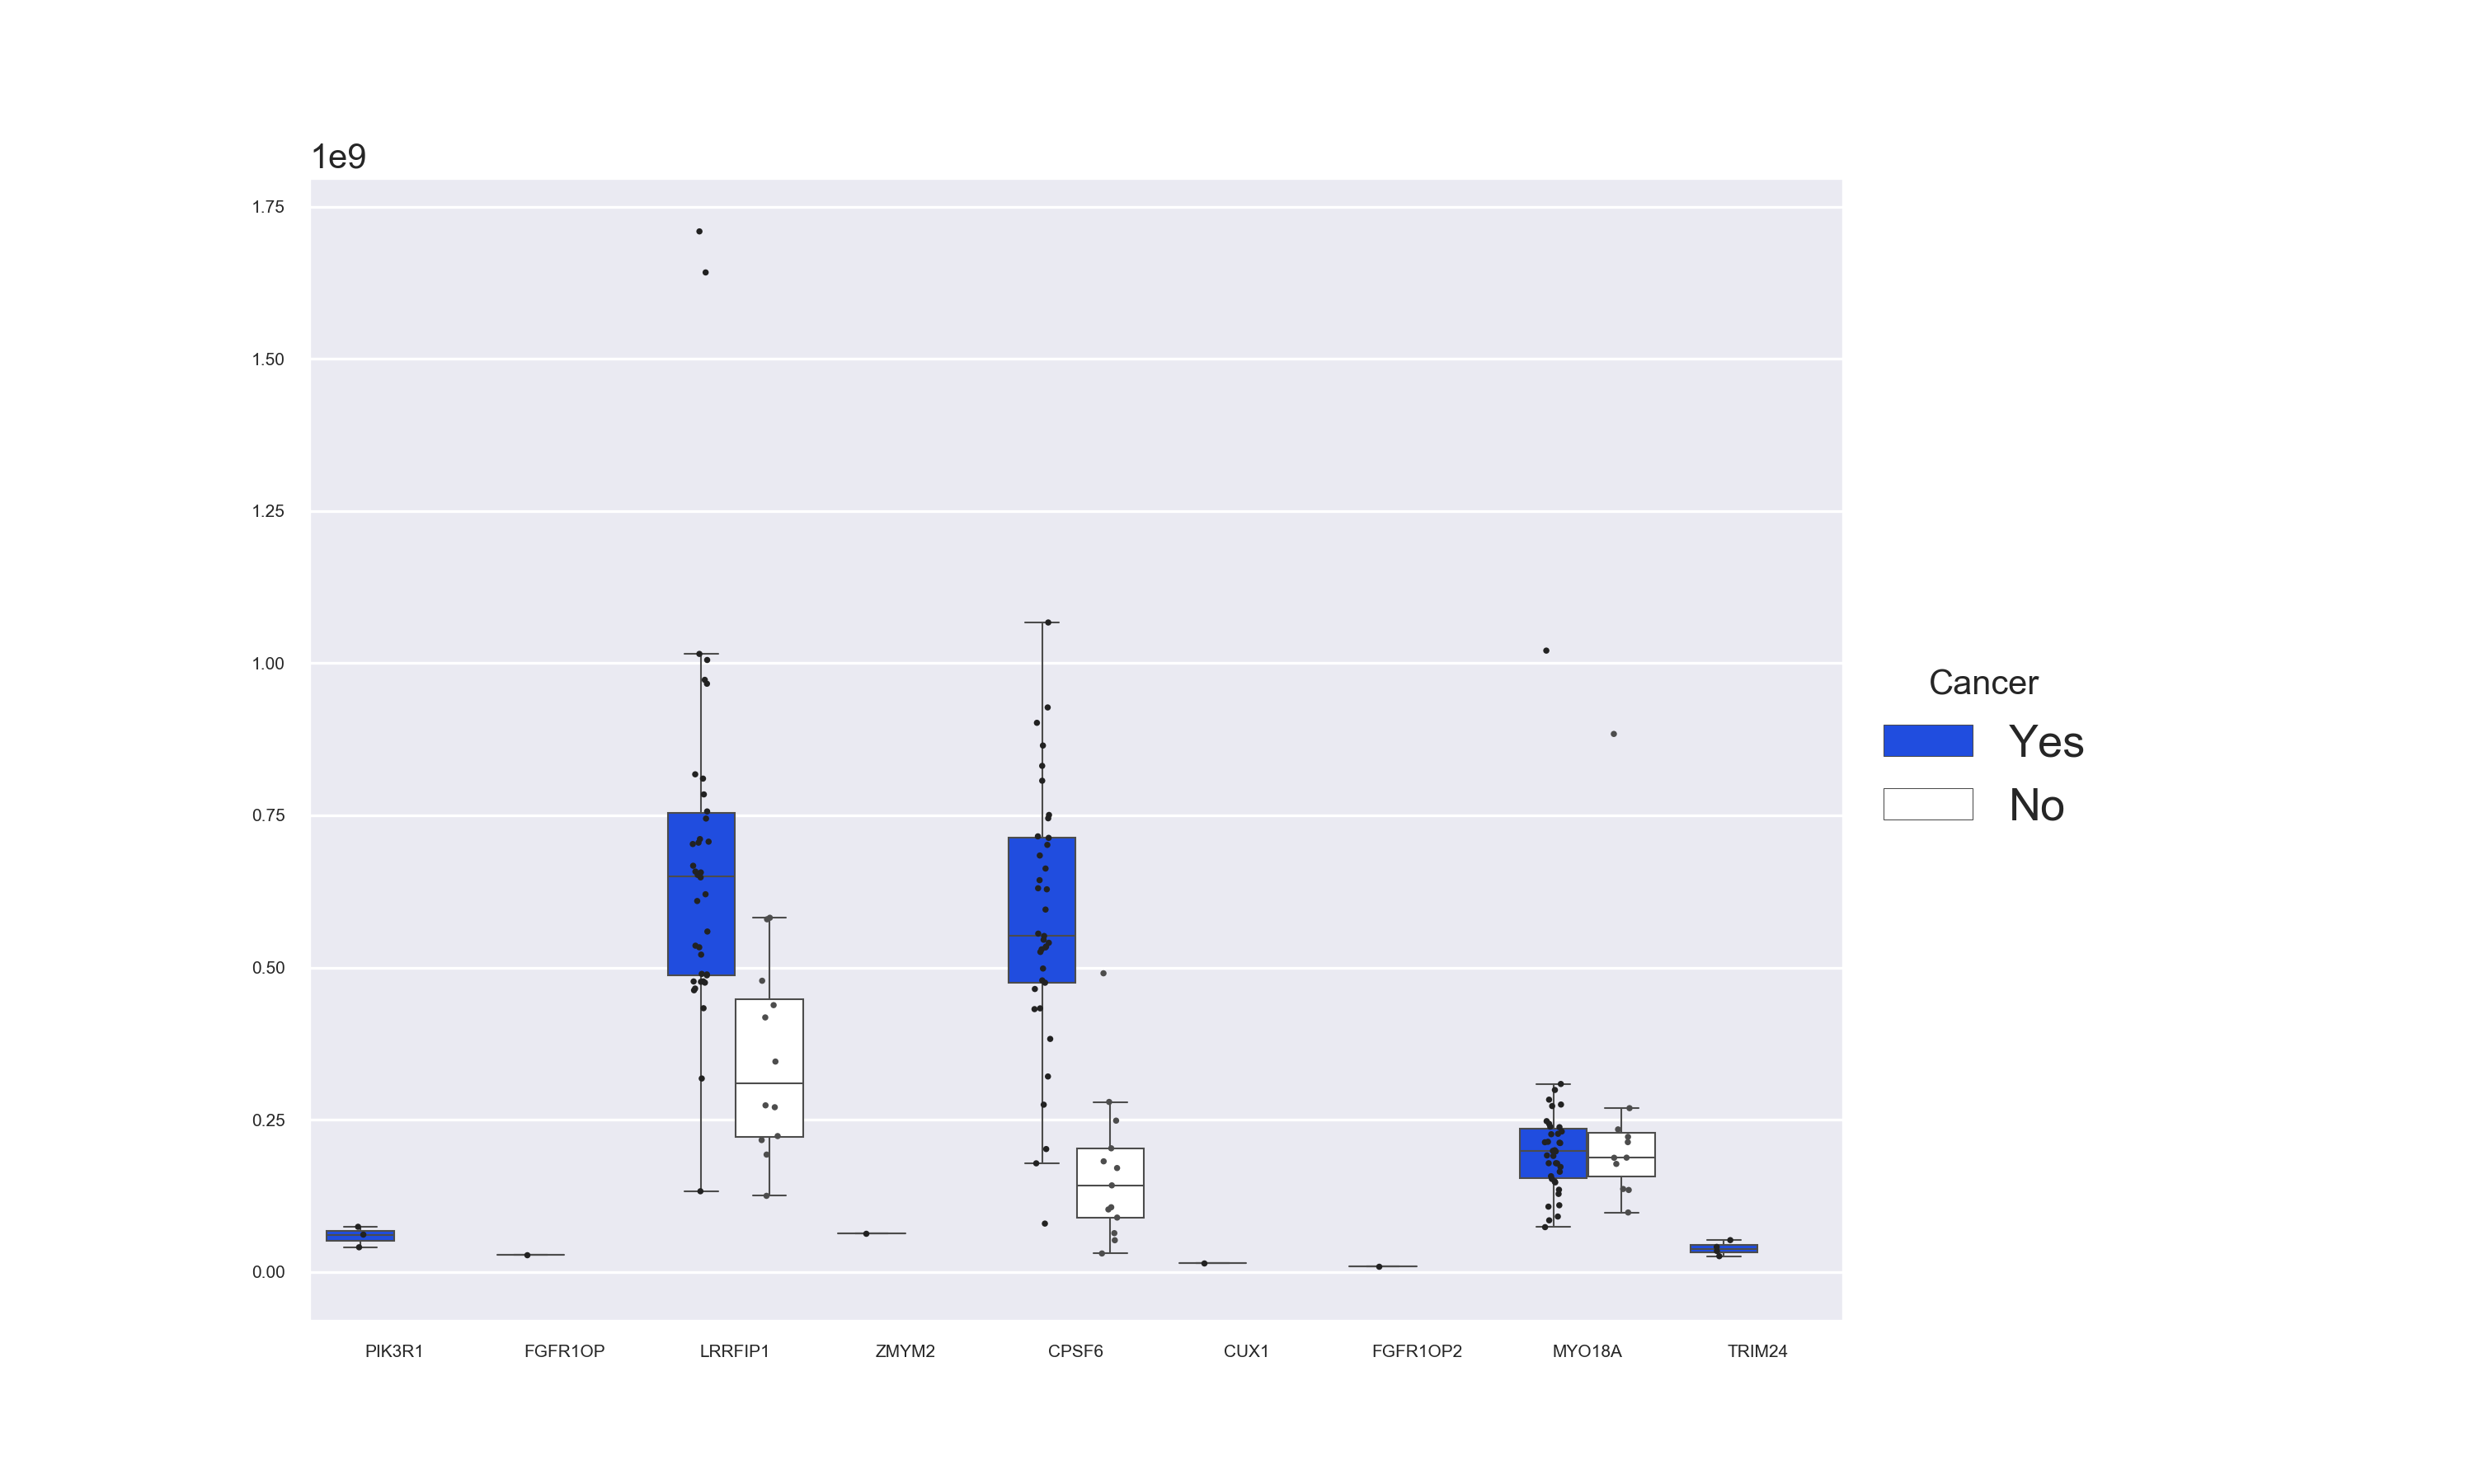 1e9
1.75
1.50
1.25
1.00
0.75
0.50
0.25
0.00
PIK3R1 FGFR1OP LRRFIP1 ZMYM2 CPSF6 CUX1 FGFR1OP2 MYO18A TRIM24
Cancer
Yes
No